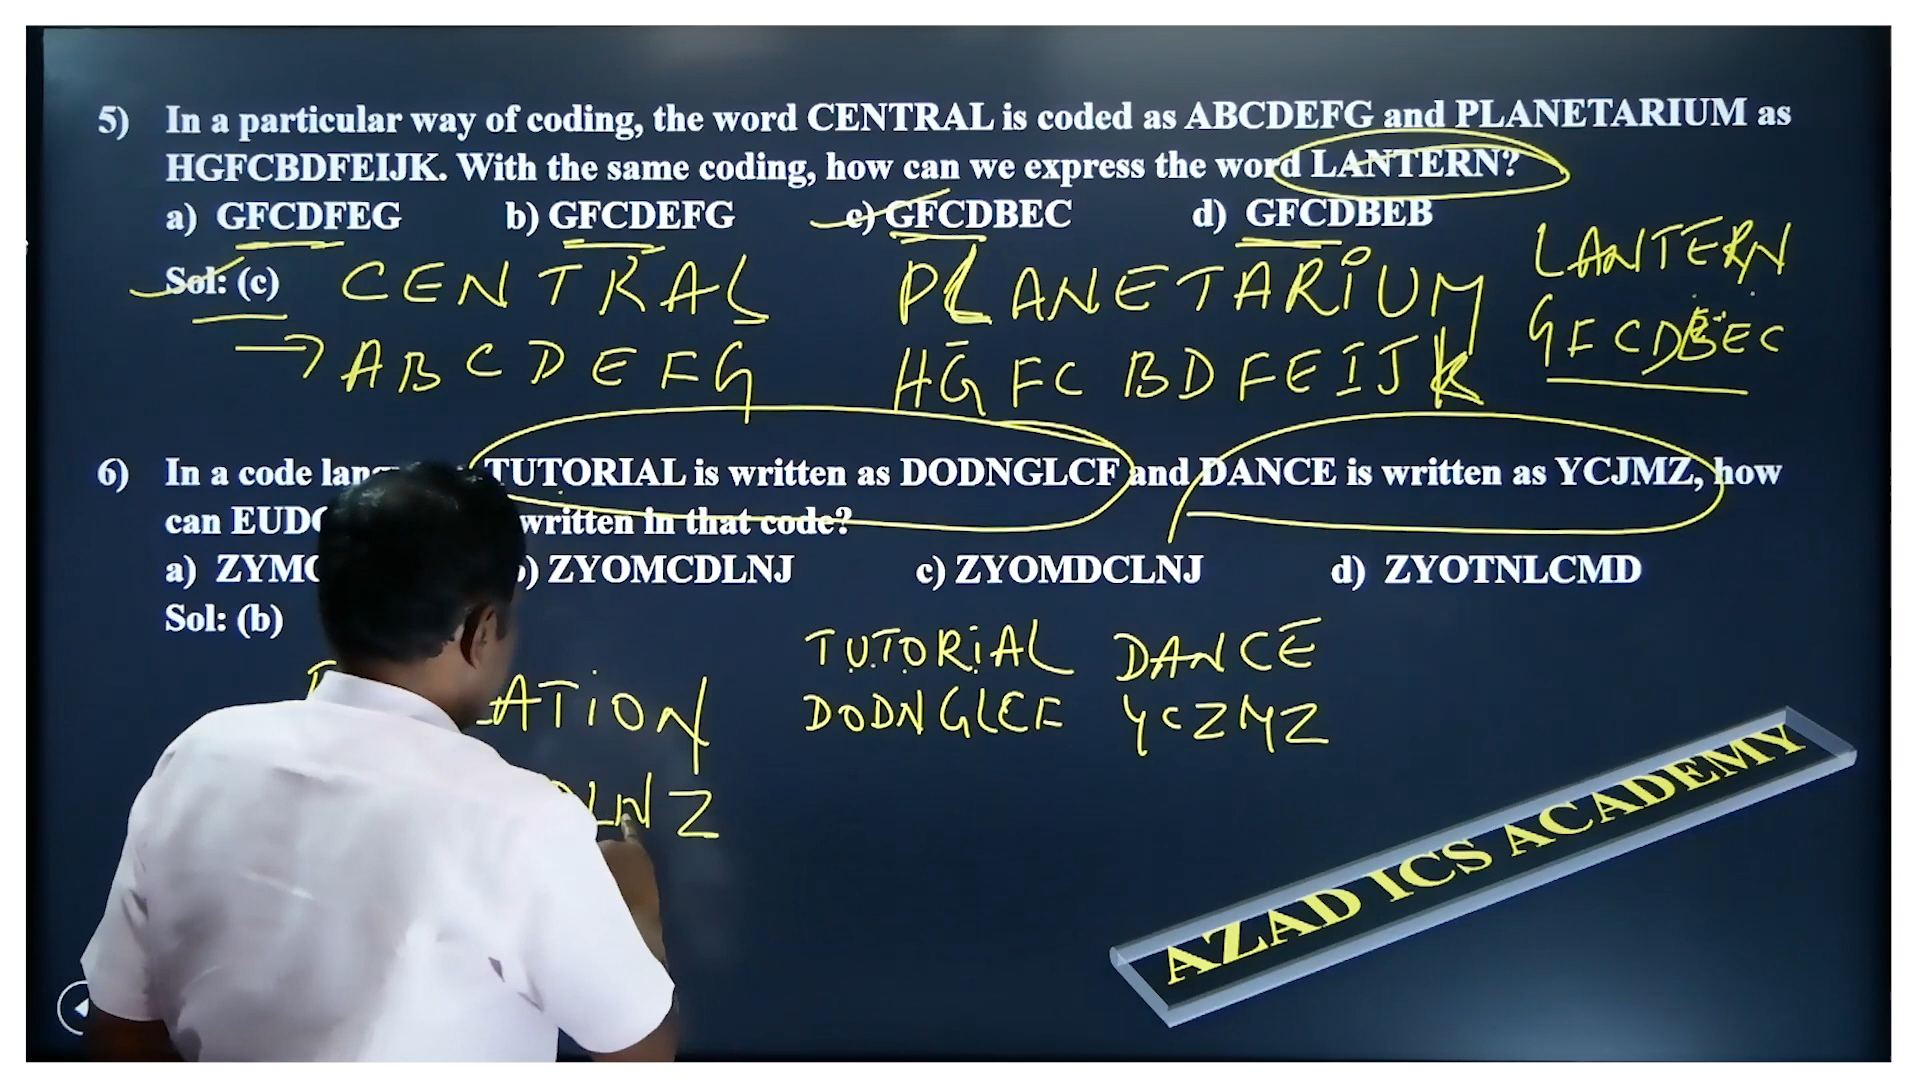 5) In a particular way of coding, the word CENTRAL is coded as ABCDEFG and PLANETARIUM as
HGFCBDFEIJK. With the same coding, how can we express the word LANTERN?
a) GFCDFEG b) GFCDEFG c) GFCDBEC d) GFCDBEB
Sol: (c)
CENTRAL PLANETARIUM LANTERN
→ ABCDEFG HGFCBDFEIJK GFCDBEC
6) In a code TUTORIAL is written as DODNGLCF and DANCE is written as YCJMZ, how
can written in that code?
a) b) ZYOMCDLNJ c) ZYOMDCLNJ d) ZYOTNLCMD
Sol: (b)
TUTORIAL DANCE
ATION DODNGLCF YCZMZ
LNZ
AZAD ICS ACADEMY